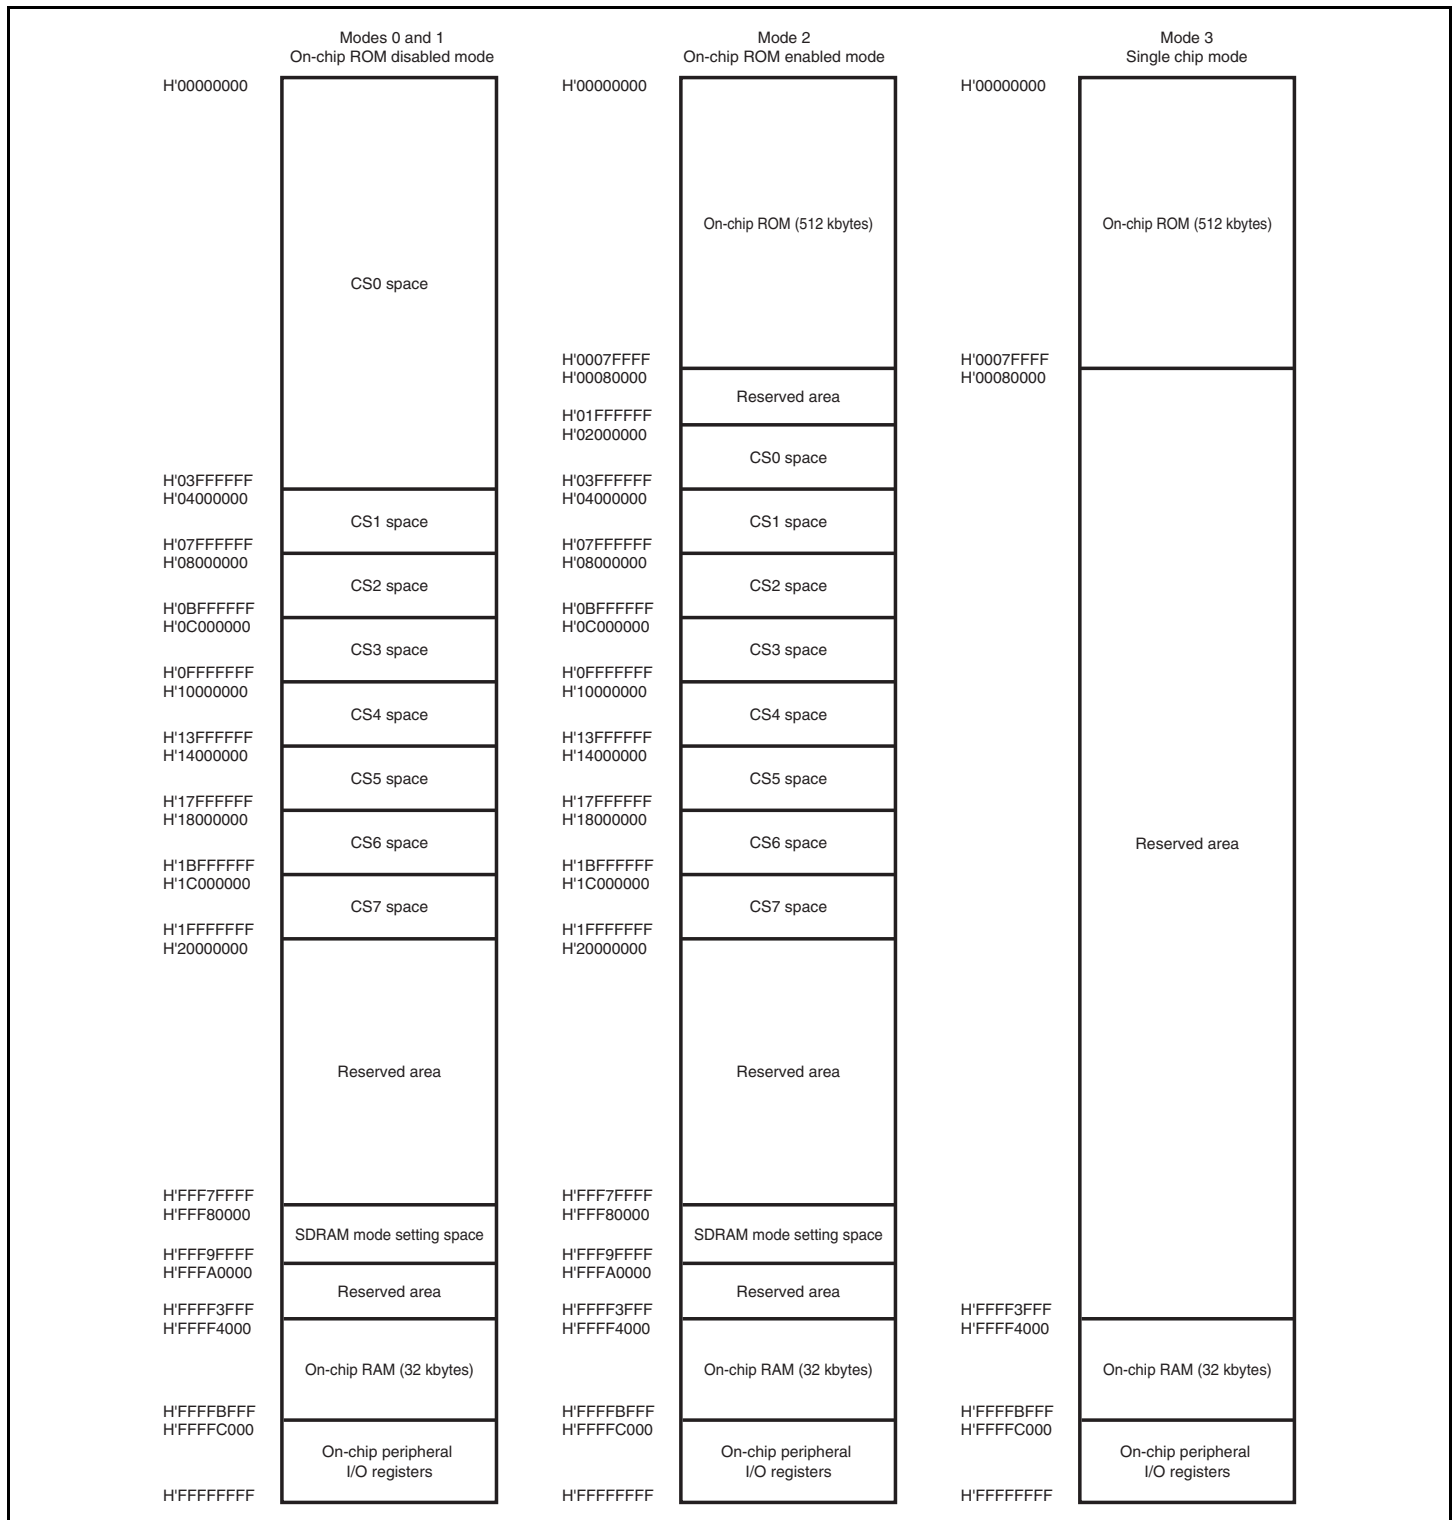 Modes 0 and 1
On-chip ROM disabled mode
H'00000000
CS0 space
H'03FFFFFF
H'04000000
CS1 space
H'07FFFFFF
H'08000000
CS2 space
H'0BFFFFFF
H'0C000000
CS3 space
H'0FFFFFFF
H'10000000
CS4 space
H'13FFFFFF
H'14000000
CS5 space
H'17FFFFFF
H'18000000
CS6 space
H'1BFFFFFF
H'1C000000
CS7 space
H'1FFFFFFF
H'20000000
Reserved area
H'FFF7FFFF
H'FFF80000
SDRAM mode setting space
H'FFF9FFFF
H'FFFA0000
Reserved area
H'FFFF3FFF
H'FFFF4000
On-chip RAM (32 kbytes)
H'FFFFBFFF
H'FFFFC000
On-chip peripheral
I/O registers
H'FFFFFFFF
Mode 2
On-chip ROM enabled mode
H'00000000
On-chip ROM (512 kbytes)
H'0007FFFF
H'00080000
Reserved area
H'01FFFFFF
H'02000000
CS0 space
H'03FFFFFF
H'04000000
CS1 space
H'07FFFFFF
H'08000000
CS2 space
H'0BFFFFFF
H'0C000000
CS3 space
H'0FFFFFFF
H'10000000
CS4 space
H'13FFFFFF
H'14000000
CS5 space
H'17FFFFFF
H'18000000
CS6 space
H'1BFFFFFF
H'1C000000
CS7 space
H'1FFFFFFF
H'20000000
Reserved area
H'FFF7FFFF
H'FFF80000
SDRAM mode setting space
H'FFF9FFFF
H'FFFA0000
Reserved area
H'FFFF3FFF
H'FFFF4000
On-chip RAM (32 kbytes)
H'FFFFBFFF
H'FFFFC000
On-chip peripheral
I/O registers
H'FFFFFFFF
Mode 3
Single chip mode
H'00000000
On-chip ROM (512 kbytes)
H'0007FFFF
H'00080000
Reserved area
H'FFFF3FFF
H'FFFF4000
On-chip RAM (32 kbytes)
H'FFFFBFFF
H'FFFFC000
On-chip peripheral
I/O registers
H'FFFFFFFF